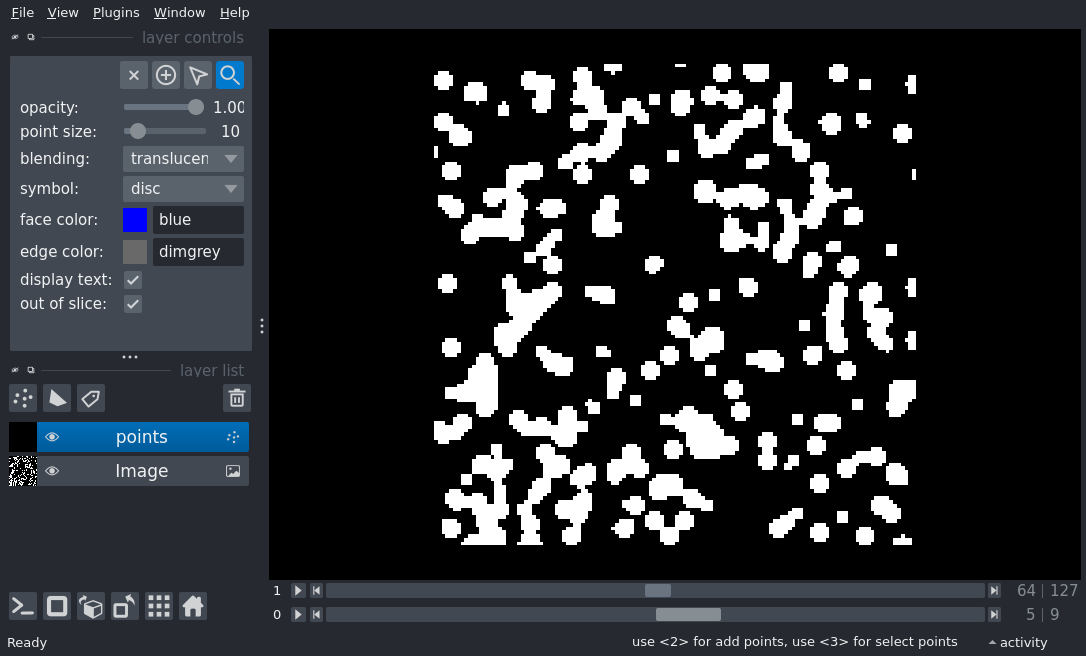 File View Plugins Window Help
layer controls
opacity: 1.00
point size: 10
blending: translucen
symbol: disc
face color: blue
edge color: dimgrey
display text:
out of slice:
layer list
points
Image
1 64 127
0 5 9
Ready use <2> for add points, use <3> for select points activity